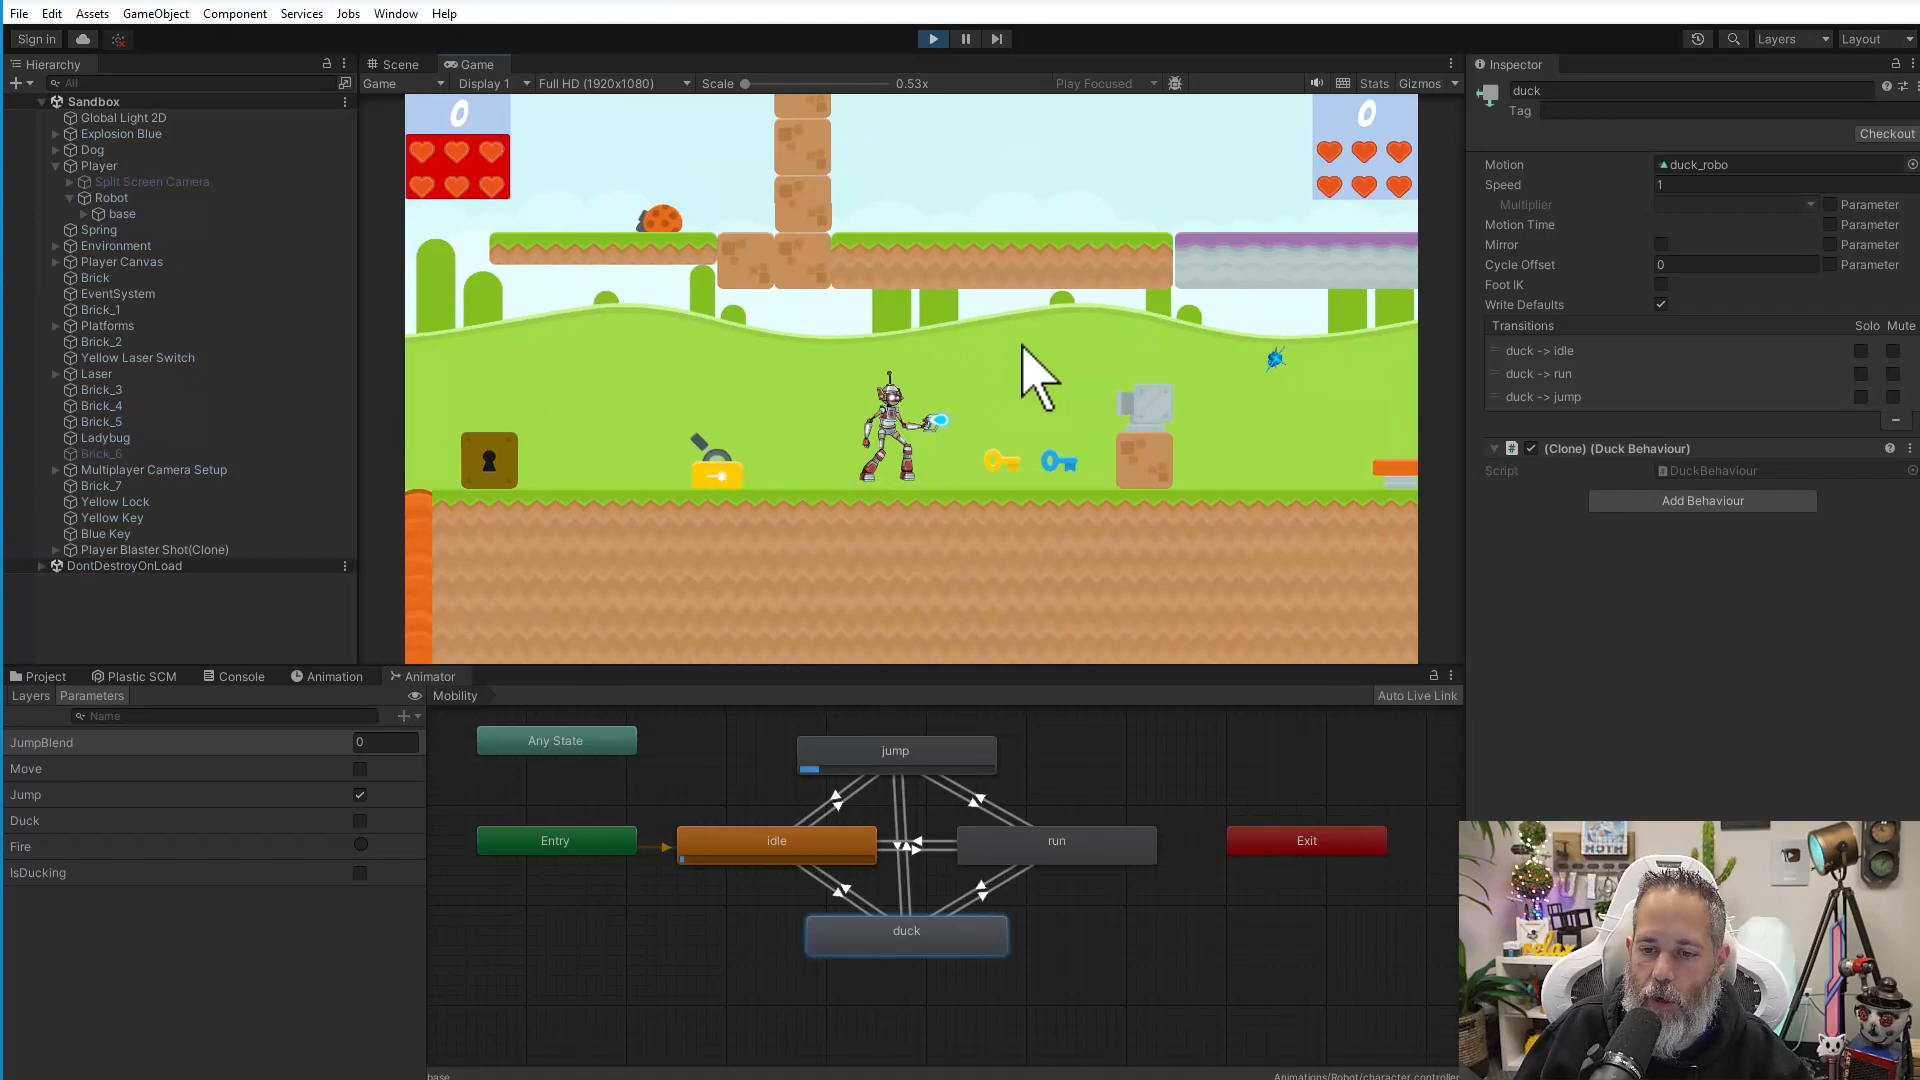 File Edit Assets GameObject Component Services Jobs Window Help
Sign in
Layers Layout
Hierarchy
All
Sandbox
Global Light 2D
Explosion Blue
Dog
Player
Split Screen Camera
Robot
base
Spring
Environment
Player Canvas
Brick
EventSystem
Brick_1
Platforms
Brick_2
Yellow Laser Switch
Laser
Brick_3
Brick_4
Brick_5
Ladybug
Brick_6
Multiplayer Camera Setup
Brick_7
Yellow Lock
Yellow Key
Blue Key
Player Blaster Shot(Clone)
DontDestroyOnLoad
Scene Game
Game Display 1 Full HD (1920x1080) Scale 0.53x Play Focused Stats Gizmos
0 0
Inspector
duck
Tag
Checkout
Motion duck_robo
Speed 1
Multiplier Parameter
Motion Time Parameter
Mirror Parameter
Cycle Offset 0 Parameter
Foot IK
Write Defaults
Transitions Solo Mute
duck -> idle
duck -> run
duck -> jump
(Clone) (Duck Behaviour)
Script DuckBehaviour
Add Behaviour
Project Plastic SCM Console Animation Animator
Layers Parameters Mobility Auto Live Link
Name
JumpBlend 0
Move
Jump
Duck
Fire
IsDucking
Any State
jump
Entry
idle
run
Exit
duck
base
Animations/Robot/character.controller
relax